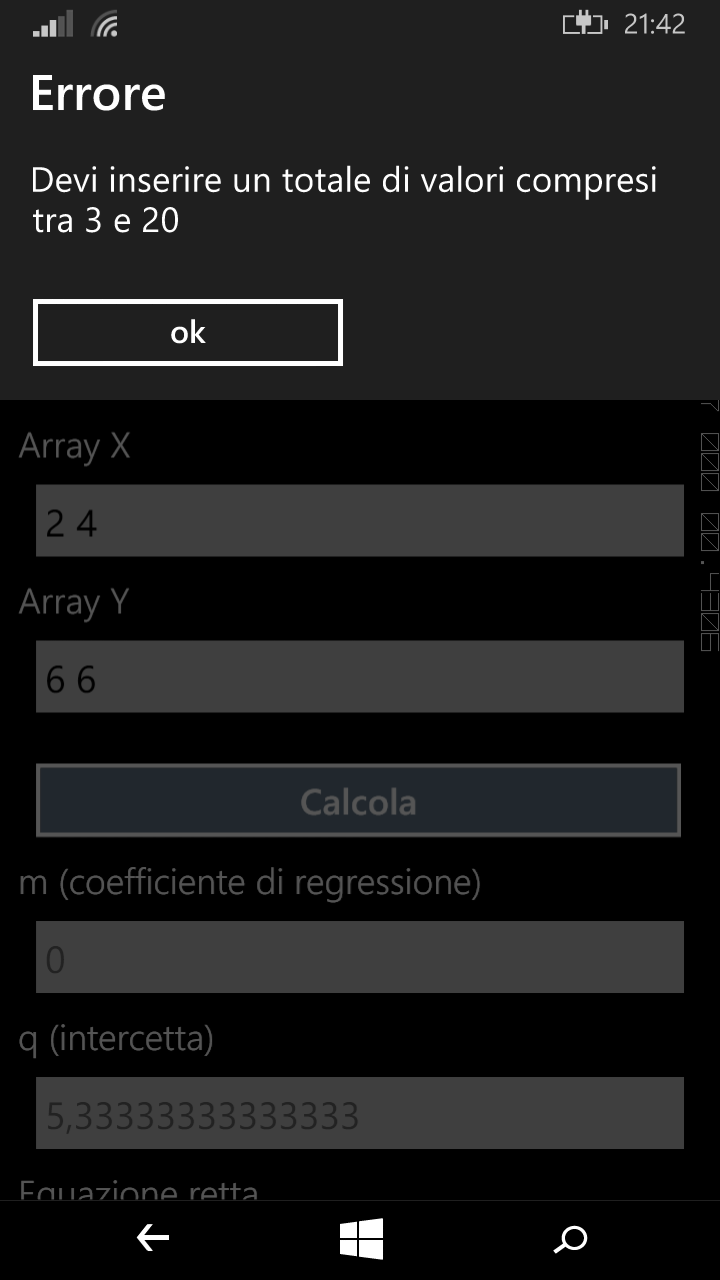 21:42
Errore
Devi inserire un totale di valori compresi
tra 3 e 20
ok
Array X
2 4
Array Y
6 6
Calcola
m (coefficiente di regressione)
0
q (intercetta)
5,33333333333333
Equazione retta